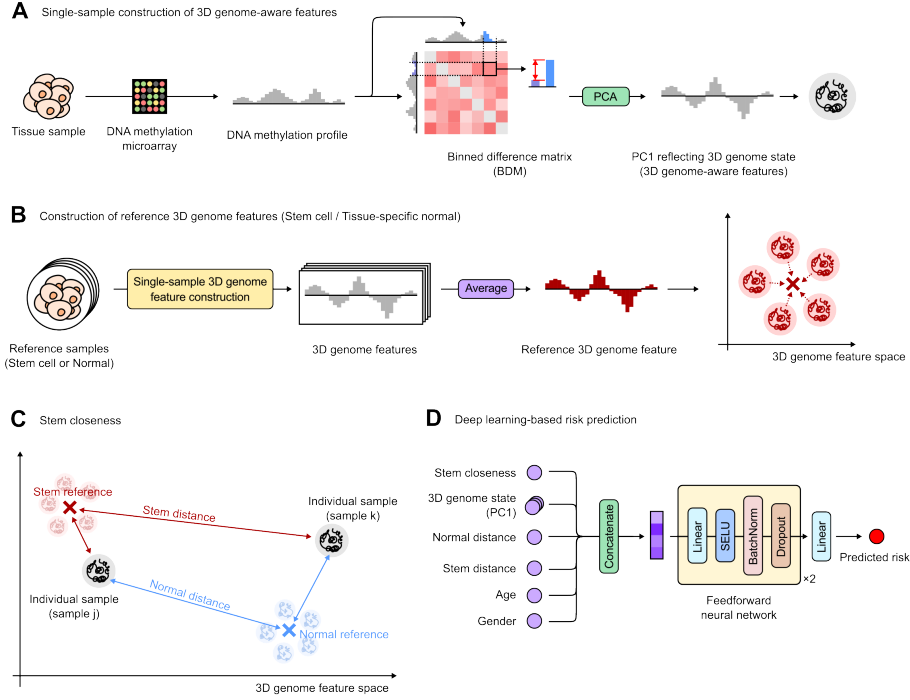 A
Single-sample construction of 3D genome-aware features
Tissue sample
DNA methylation
microarray
DNA methylation profile
Binned difference matrix
(BDM)
PCA
PC1 reflecting 3D genome state
(3D genome-aware features)
B
Construction of reference 3D genome features (Stem cell / Tissue-specific normal)
Reference samples
(Stem cell or Normal)
Single-sample 3D genome
feature construction
3D genome features
Average
Reference 3D genome feature
3D genome feature space
C
Stem closeness
Stem reference
Stem distance
Individual sample
(sample k)
Individual sample
(sample j)
Normal distance
Normal reference
3D genome feature space
D
Deep learning-based risk prediction
Stem closeness
3D genome state
(PC1)
Normal distance
Stem distance
Age
Gender
Concatenate
Linear
SELU
BatchNorm
Dropout
×2
Linear
Predicted risk
Feedforward
neural network